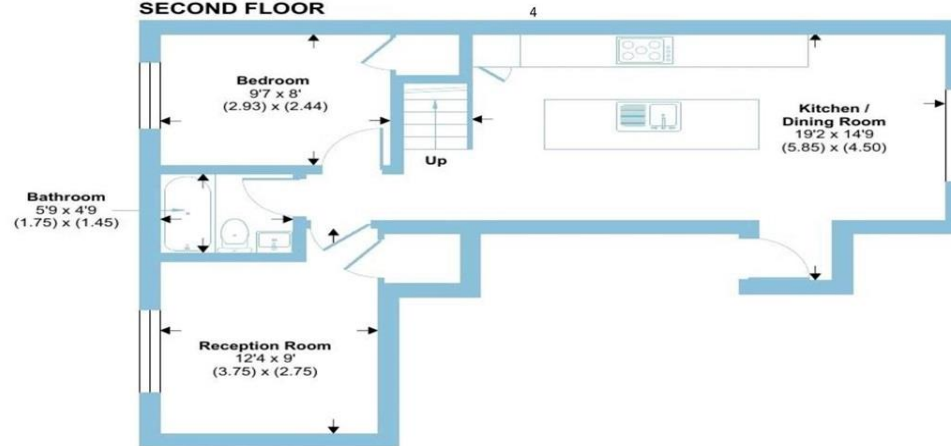 SECOND FLOOR
4
Bedroom
9'7 x 8'
(2.93) x (2.44)
Kitchen /
Dining Room
19'2 x 14'9
(5.85) x (4.50)
Up
Bathroom
5'9 x 4'9
(1.75) x (1.45)
Reception Room
12'4 x 9'
(3.75) x (2.75)